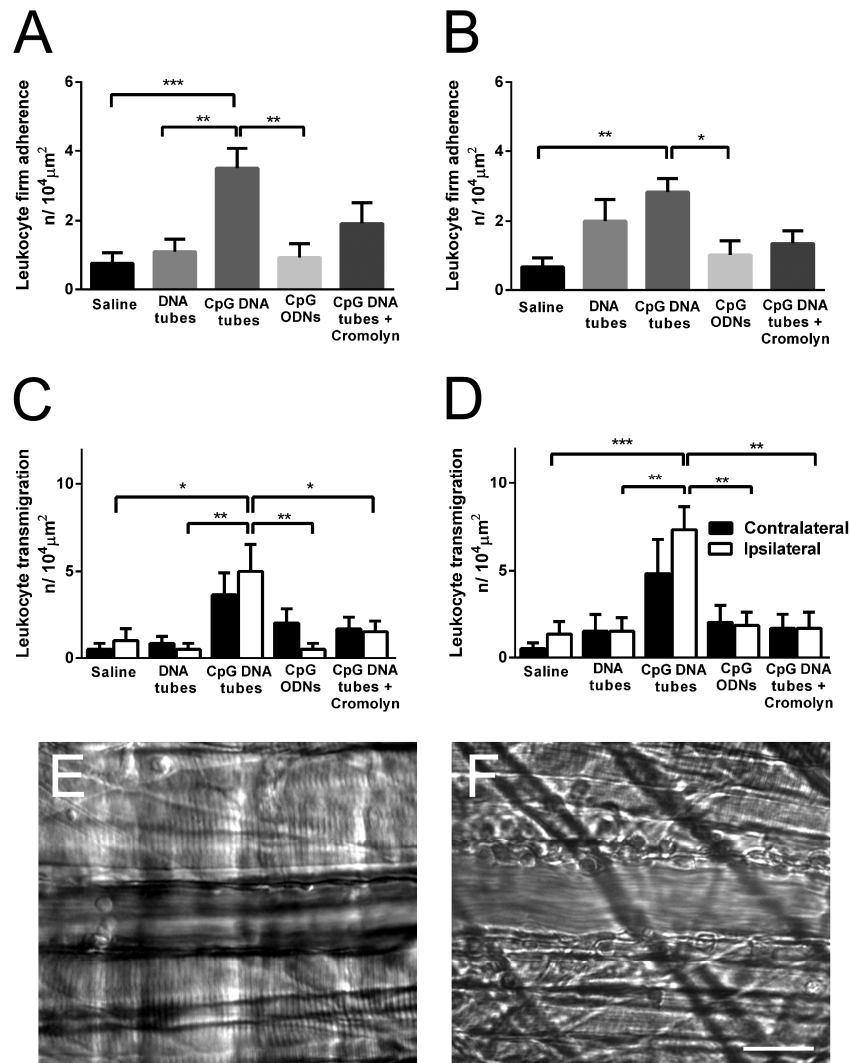 A
Leukocyte firm adherence
n/ 10⁴µm²
6
4
2
0
***
**
**
Saline
DNA
tubes
CpG DNA
tubes
CpG
ODNs
CpG DNA
tubes +
Cromolyn
B
Leukocyte firm adherence
n/ 10⁴µm²
6
4
2
0
**
*
Saline
DNA
tubes
CpG DNA
tubes
CpG
ODNs
CpG DNA
tubes +
Cromolyn
C
Leukocyte transmigration
n/ 10⁴µm²
10
5
0
*
*
**
**
Saline
DNA
tubes
CpG DNA
tubes
CpG
ODNs
CpG DNA
tubes +
Cromolyn
D
Leukocyte transmigration
n/ 10⁴µm²
10
5
0
***
**
**
**
Contralateral
Ipsilateral
Saline
DNA
tubes
CpG DNA
tubes
CpG
ODNs
CpG DNA
tubes +
Cromolyn
E
F